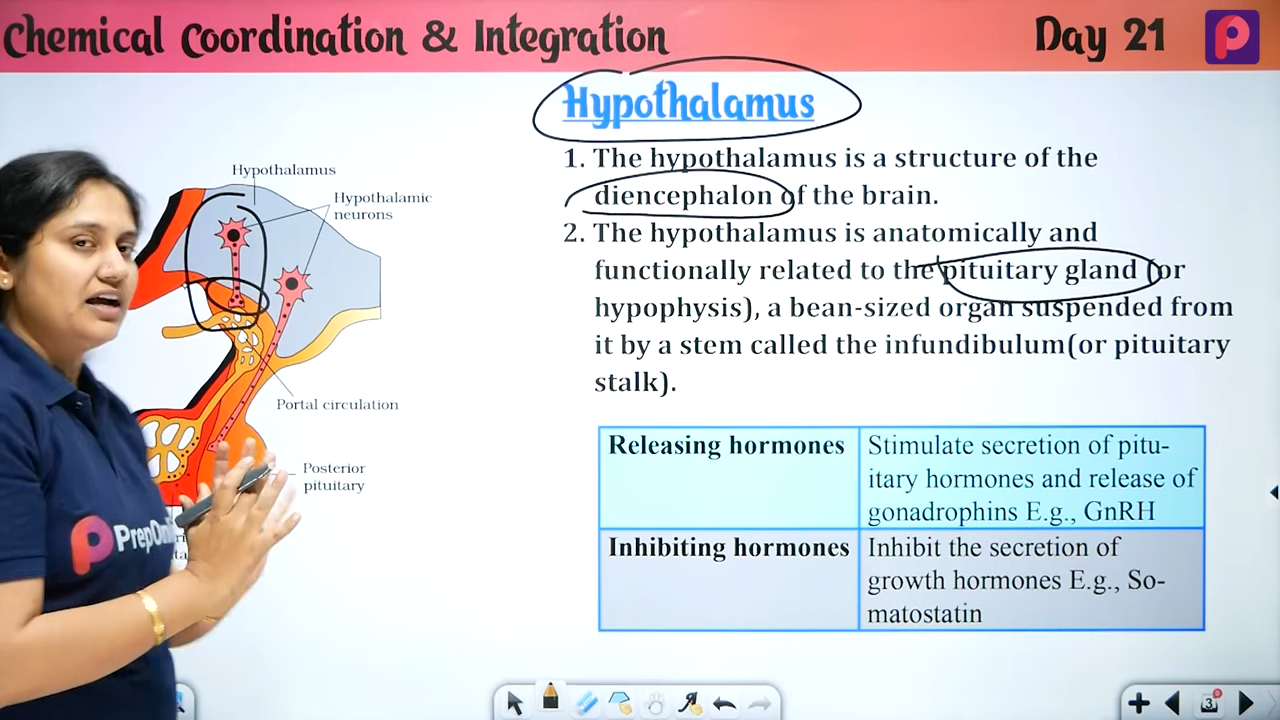 Chemical Coordination & Integration
Day 21
Hypothalamus
1. The hypothalamus is a structure of the
diencephalon of the brain.
2. The hypothalamus is anatomically and
functionally related to the pituitary gland (or
hypophysis), a bean-sized organ suspended from
it by a stem called the infundibulum(or pituitary
stalk).
Hypothalamus
Hypothalamic
neurons
Portal circulation
Posterior
pituitary
Releasing hormones
Stimulate secretion of pitu-
itary hormones and release of
gonadrophins E.g., GnRH
Inhibiting hormones
Inhibit the secretion of
growth hormones E.g., So-
matostatin
3